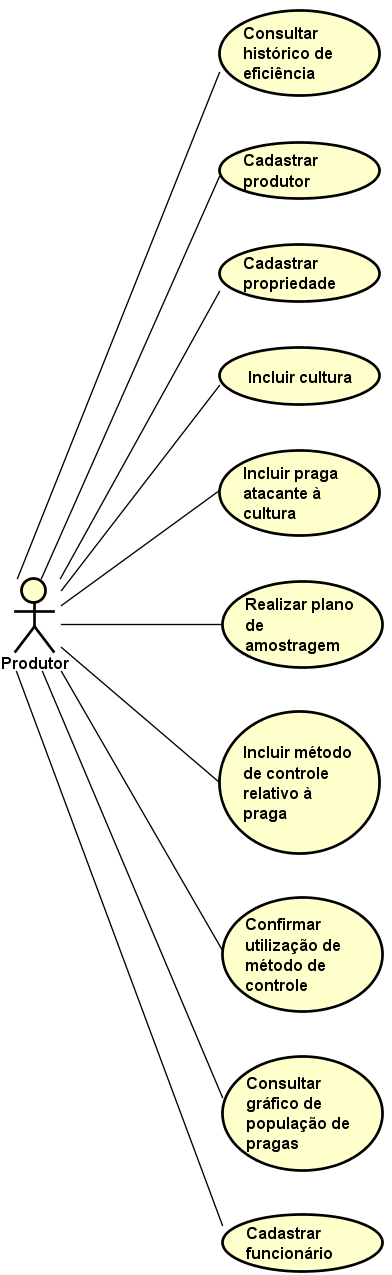 Consultar
histórico de
eficiência
Cadastrar
produtor
Cadastrar
propriedade
Incluir cultura
Incluir praga
atacante à
cultura
Realizar plano
de
amostragem
Produtor
Incluir método
de controle
relativo à
praga
Confirmar
utilização de
método de
controle
Consultar
gráfico de
população de
pragas
Cadastrar
funcionário